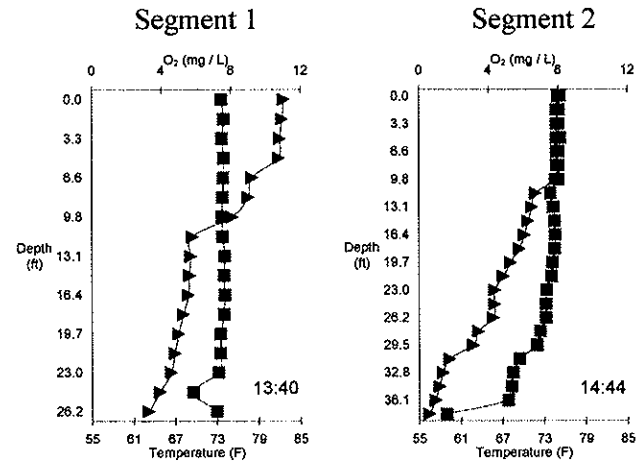 Segment 1
O₂ (mg / L)
0 4 8 12
0.0
3.3
6.6
9.8
Depth
(ft)
13.1
16.4
19.7
23.0
26.2
13:40
55 61 67 73 79 85
Temperature (F)
Segment 2
O₂ (mg / L)
0 4 8 12
0.0
3.3
6.6
9.8
13.1
16.4
Depth
(ft)
19.7
23.0
26.2
29.5
32.8
36.1
14:44
55 61 67 73 79 85
Temperature (F)